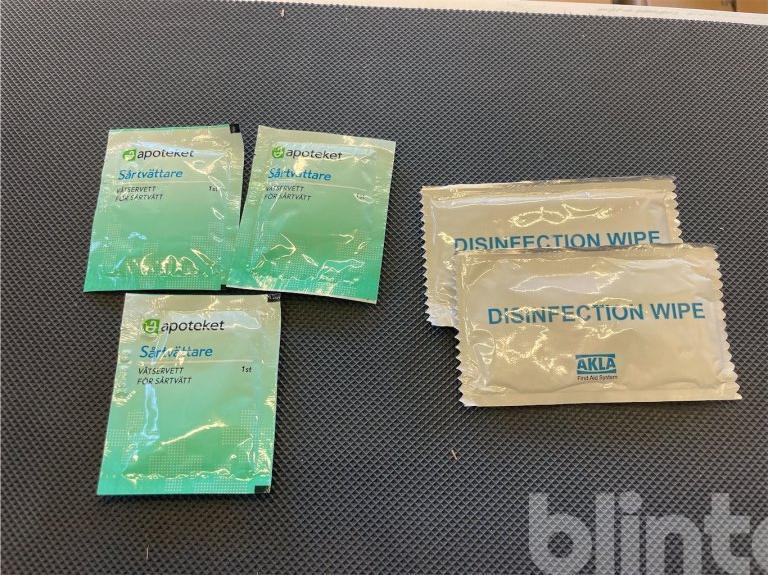 apoteket
Sårtvättare
VÅTSERVETT 1st
FÖR SÅRTVÄTT
apoteket
Sårtvättare
VÅTSERVETT 1st
FÖR SÅRTVÄTT
apoteket
Sårtvättare
VÅTSERVETT 1st
FÖR SÅRTVÄTT
DISINFECTION WIPE
DISINFECTION WIPE
AKLA
First Aid System
blinto